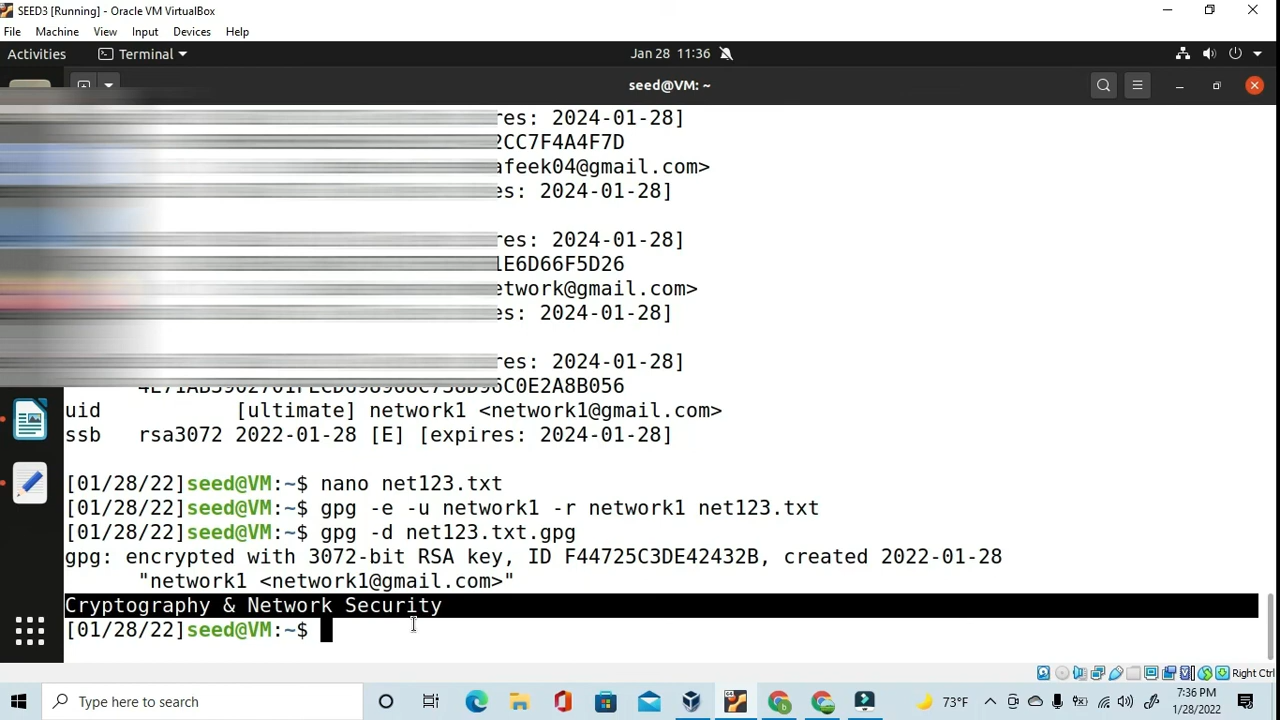 SEED3 [Running] - Oracle VM VirtualBox
File Machine View Input Devices Help
Activities Terminal Jan 28 11:36
seed@VM: ~
res: 2024-01-28]
2CC7F4A4F7D
afeek04@gmail.com>
es: 2024-01-28]
res: 2024-01-28]
1E6D66F5D26
etwork@gmail.com>
es: 2024-01-28]
res: 2024-01-28]
uid [ultimate] network1 <network1@gmail.com>
ssb rsa3072 2022-01-28 [E] [expires: 2024-01-28]
[01/28/22]seed@VM:~$ nano net123.txt
[01/28/22]seed@VM:~$ gpg -e -u network1 -r network1 net123.txt
[01/28/22]seed@VM:~$ gpg -d net123.txt.gpg
gpg: encrypted with 3072-bit RSA key, ID F44725C3DE42432B, created 2022-01-28
"network1 <network1@gmail.com>"
Cryptography & Network Security
[01/28/22]seed@VM:~$
Right Ctrl
Type here to search
73°F
7:36 PM
1/28/2022